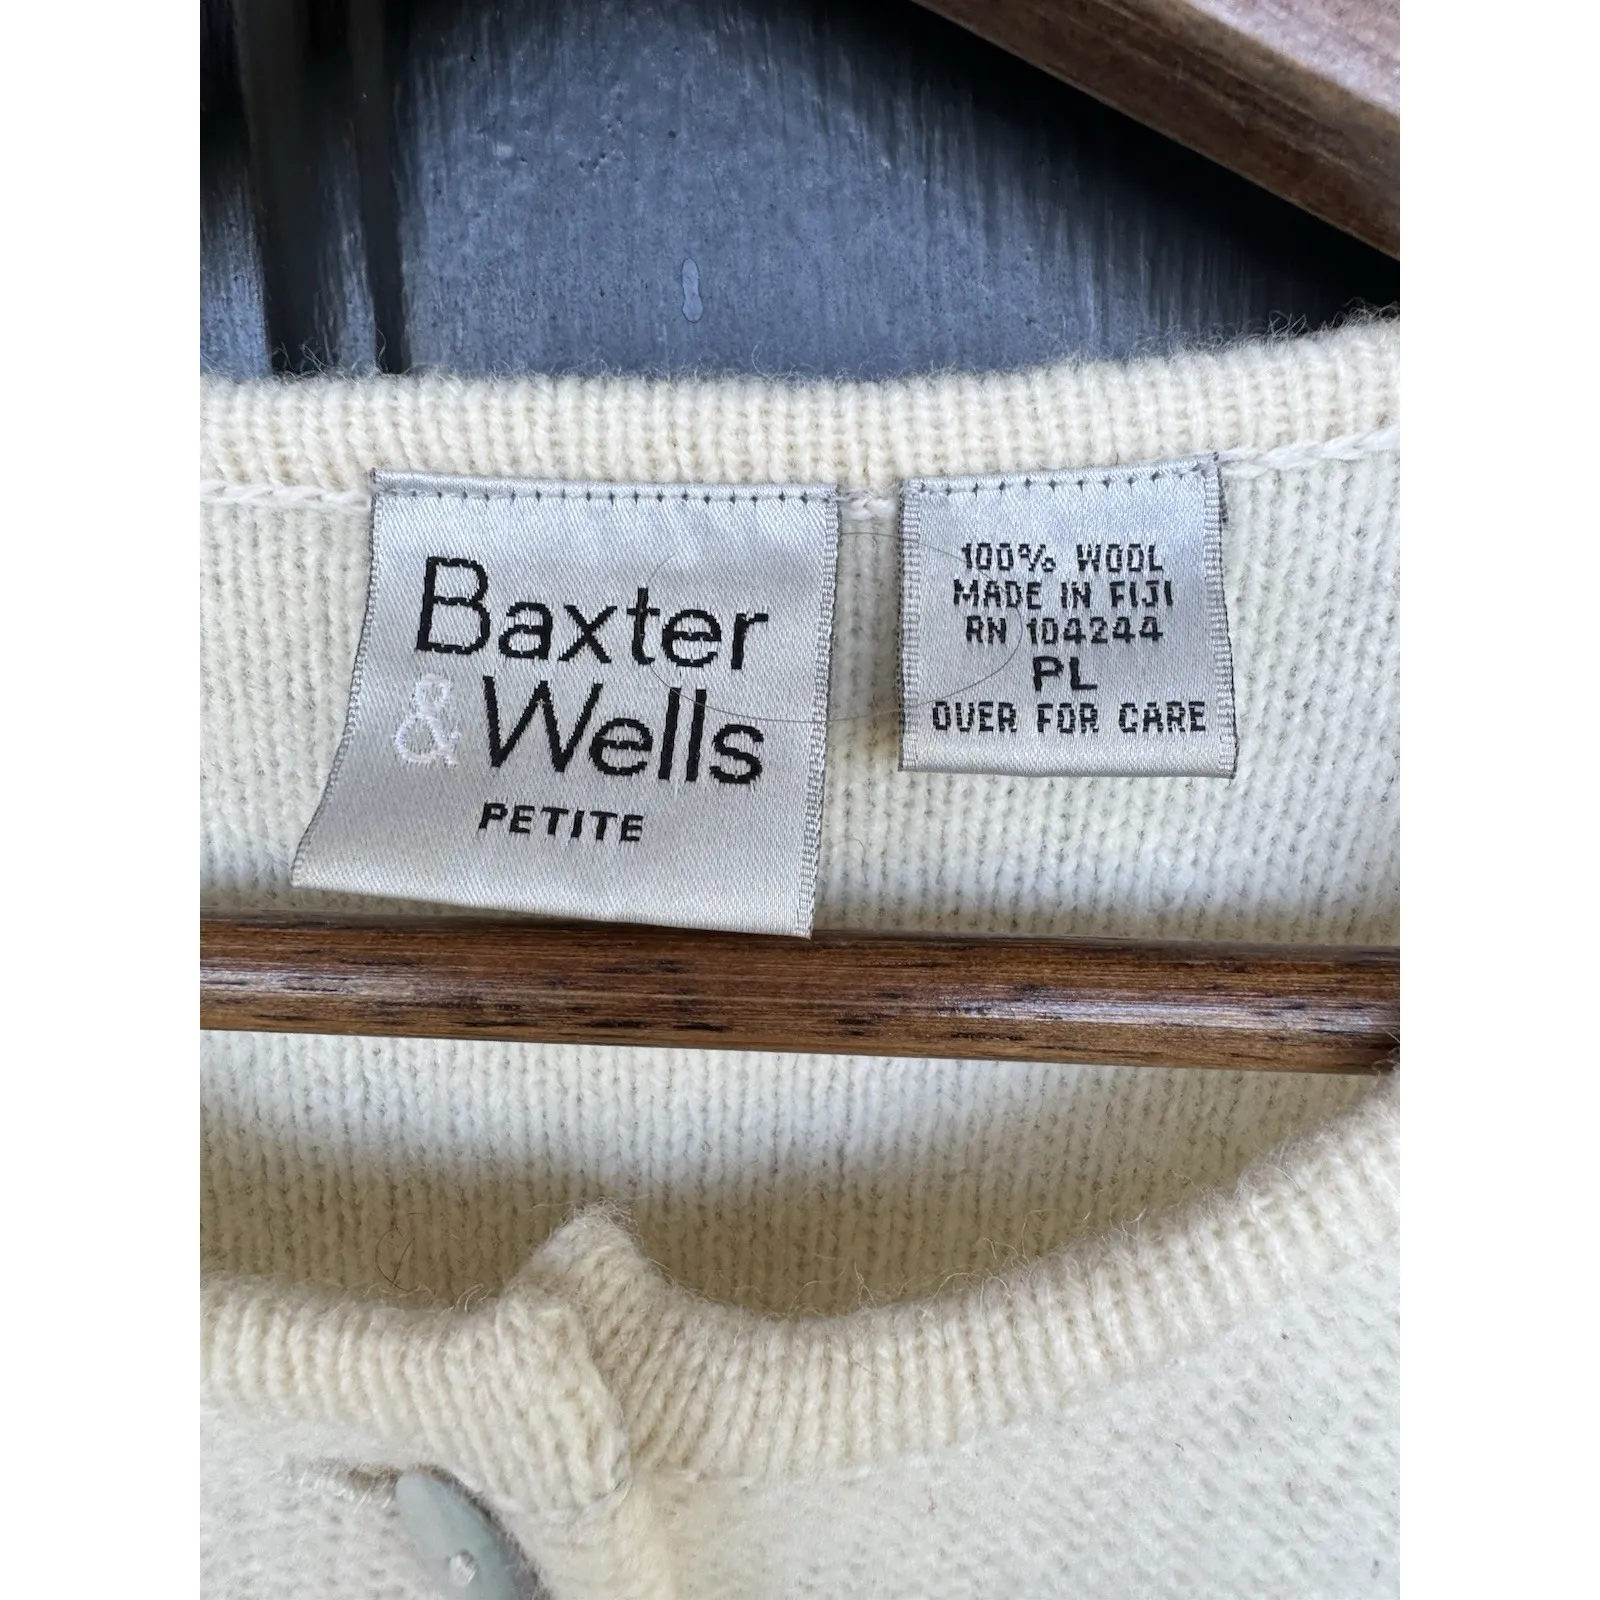 Baxter
& Wells
PETITE
100% WOOL
MADE IN FIJI
RN 104244
PL
OVER FOR CARE